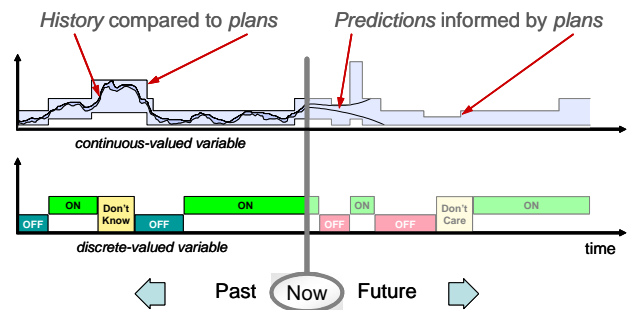 History compared to plans
Predictions informed by plans
continuous-valued variable
ON
Don't
Know
ON
ON
Don't
Care
ON
OFF
OFF
OFF
OFF
discrete-valued variable
time
Past
Now
Future